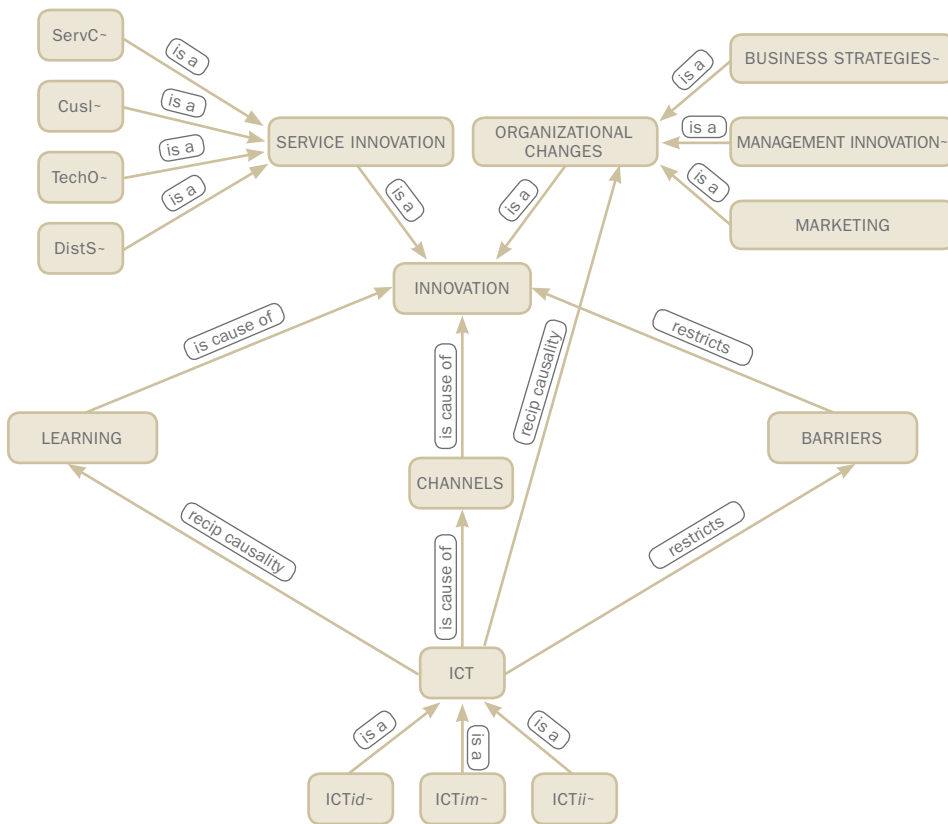 ServC~
is a
BUSINESS STRATEGIES~
is a
CusI~
is a
SERVICE INNOVATION
ORGANIZATIONAL
CHANGES
is a
MANAGEMENT INNOVATION~
TechO~
is a
is a
is a
is a
is a
MARKETING
DistS~
INNOVATION
is cause of
restricts
recip causality
is cause of
LEARNING
BARRIERS
CHANNELS
recip causality
restricts
is cause of
ICT
is a
is a
is a
ICTid~
ICTim~
ICTii~